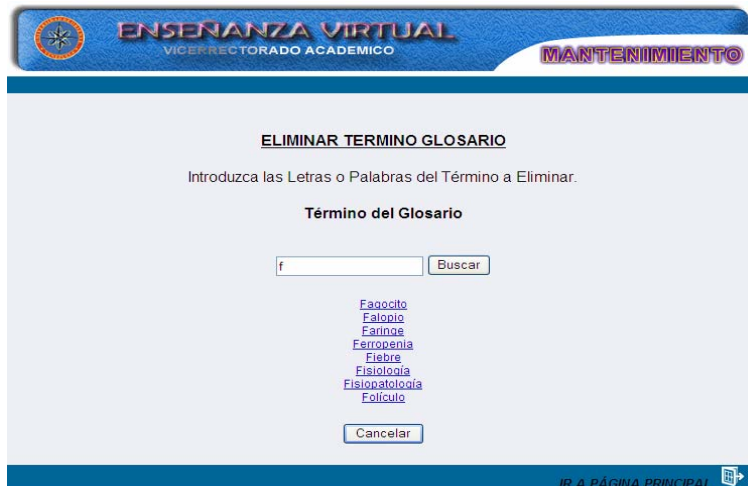 ENSEÑANZA VIRTUAL
VICERRECTORADO ACADEMICO
MANTENIMIENTO
ELIMINAR TERMINO GLOSARIO
Introduzca las Letras o Palabras del Término a Eliminar.
Término del Glosario
f Buscar
Fagocito
Falopio
Faringe
Ferropenia
Fiebre
Fisiología
Fisiopatología
Folículo
Cancelar
IR A PÁGINA PRINCIPAL